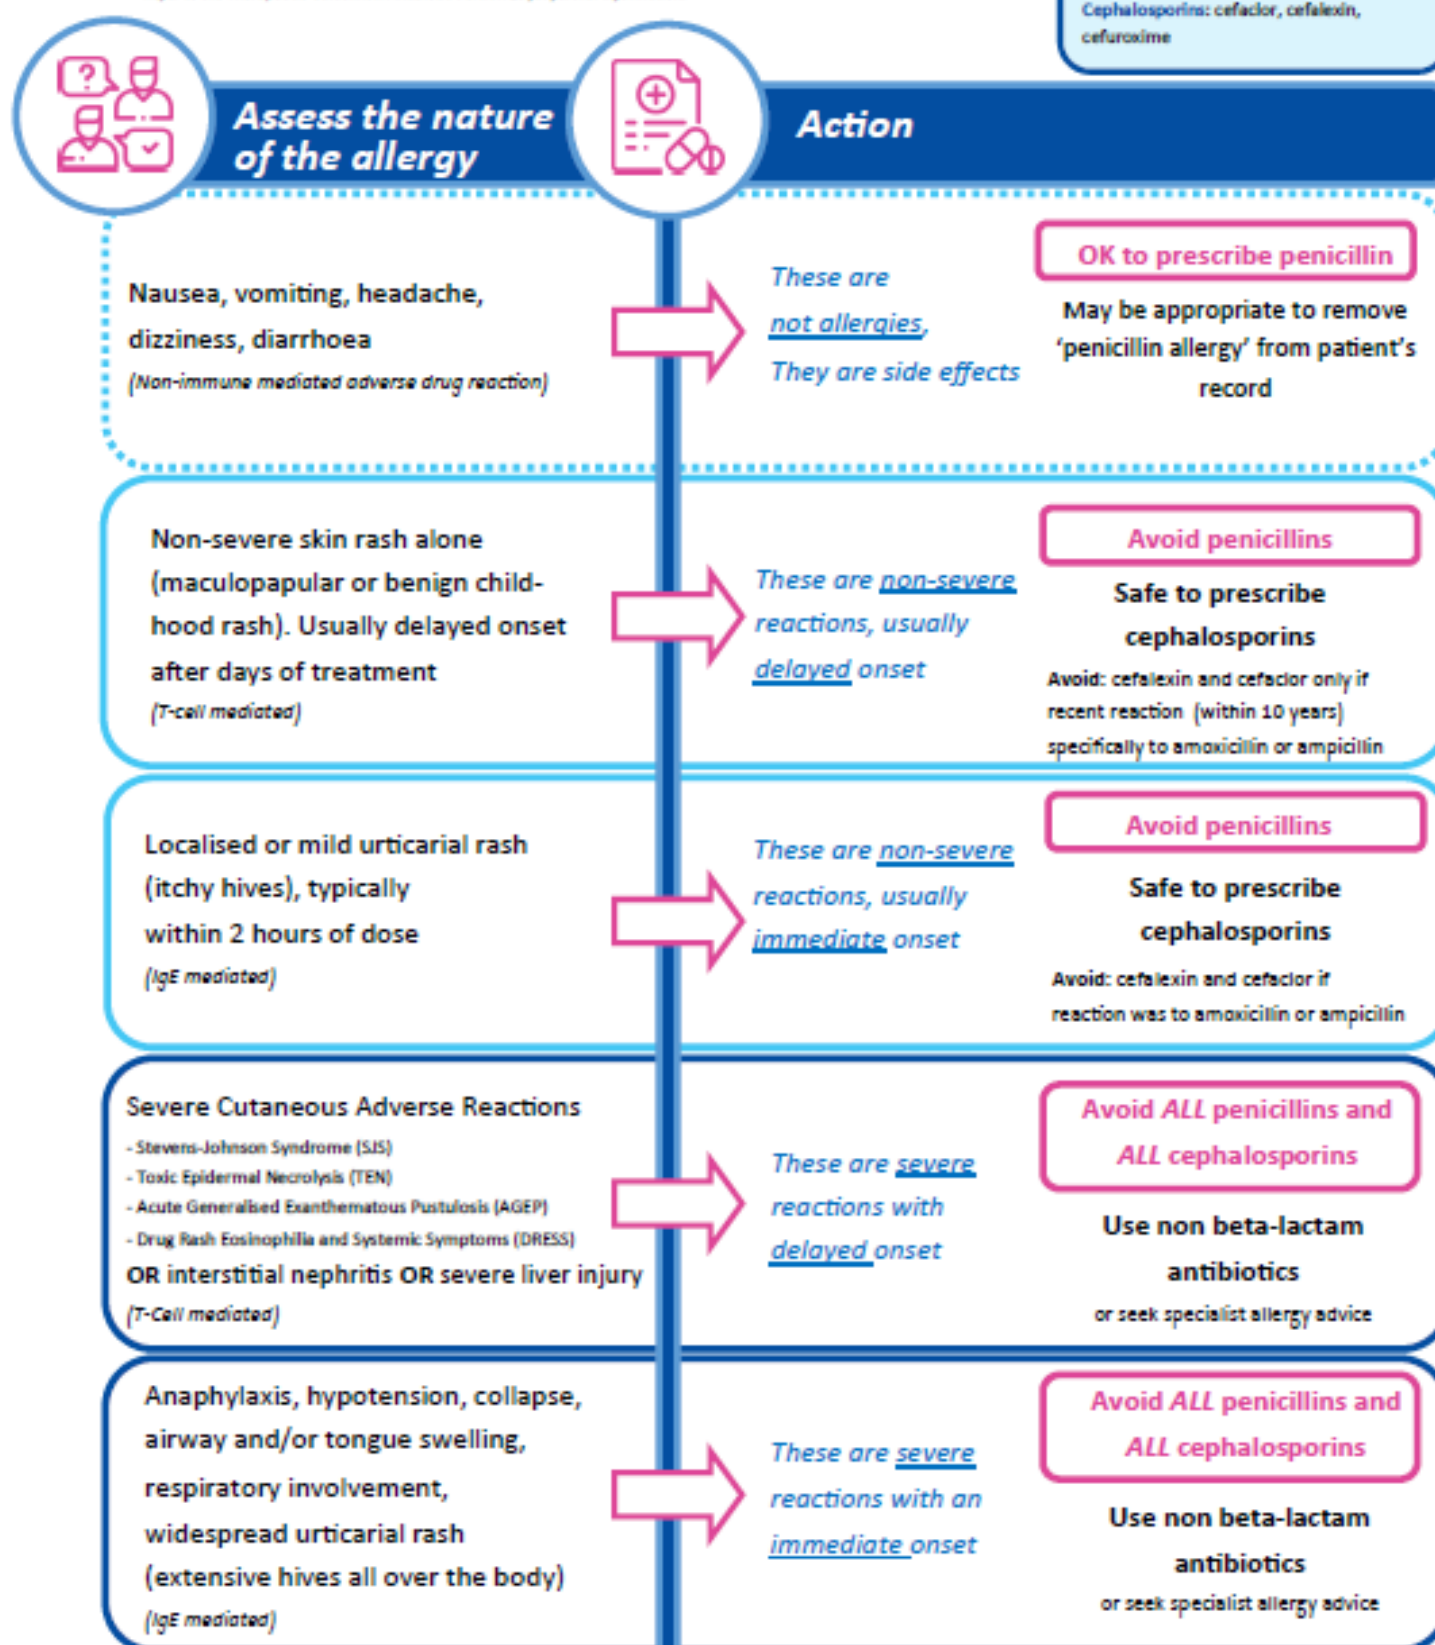 Cephalosporins: cefaclor, cefalexin,
cefuroxime
Assess the nature
of the allergy
Action
Nausea, vomiting, headache,
dizziness, diarrhoea
(Non-immune mediated adverse drug reaction)
These are
not allergies,
They are side effects
OK to prescribe penicillin
May be appropriate to remove
‘penicillin allergy’ from patient’s
record
Non-severe skin rash alone
(maculopapular or benign child-
hood rash). Usually delayed onset
after days of treatment
(T-cell mediated)
These are non-severe
reactions, usually
delayed onset
Avoid penicillins
Safe to prescribe
cephalosporins
Avoid: cefalexin and cefaclor only if
recent reaction (within 10 years)
specifically to amoxicillin or ampicillin
Localised or mild urticarial rash
(itchy hives), typically
within 2 hours of dose
(IgE mediated)
These are non-severe
reactions, usually
immediate onset
Avoid penicillins
Safe to prescribe
cephalosporins
Avoid: cefalexin and cefaclor if
reaction was to amoxicillin or ampicillin
Severe Cutaneous Adverse Reactions
- Stevens-Johnson Syndrome (SJS)
- Toxic Epidermal Necrolysis (TEN)
- Acute Generalised Exanthematous Pustulosis (AGEP)
- Drug Rash Eosinophilia and Systemic Symptoms (DRESS)
OR interstitial nephritis OR severe liver injury
(T-Cell mediated)
These are severe
reactions with
delayed onset
Avoid ALL penicillins and
ALL cephalosporins
Use non beta-lactam
antibiotics
or seek specialist allergy advice
Anaphylaxis, hypotension, collapse,
airway and/or tongue swelling,
respiratory involvement,
widespread urticarial rash
(extensive hives all over the body)
(IgE mediated)
These are severe
reactions with an
immediate onset
Avoid ALL penicillins and
ALL cephalosporins
Use non beta-lactam
antibiotics
or seek specialist allergy advice